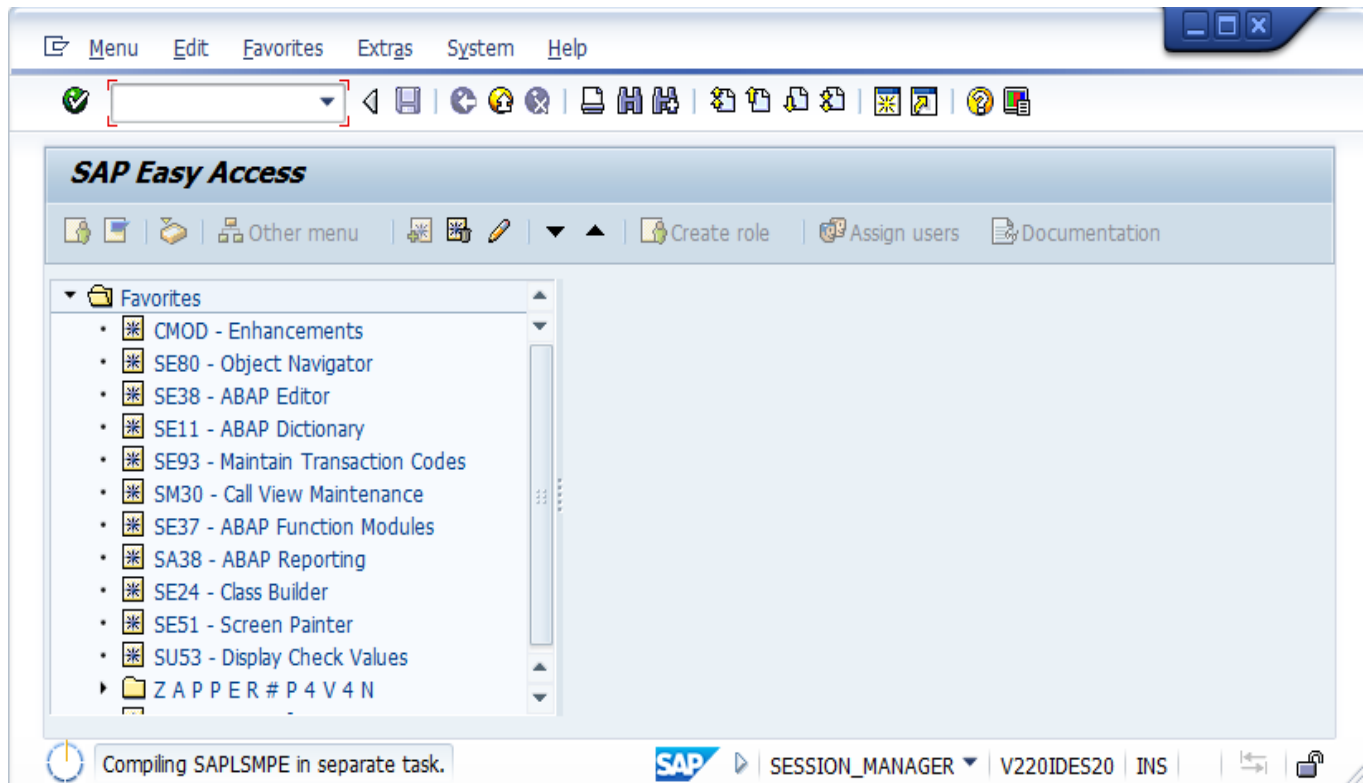 Menu Edit Favorites Extras System Help
SAP Easy Access
Other menu Create role Assign users Documentation
Favorites
CMOD - Enhancements
SE80 - Object Navigator
SE38 - ABAP Editor
SE11 - ABAP Dictionary
SE93 - Maintain Transaction Codes
SM30 - Call View Maintenance
SE37 - ABAP Function Modules
SA38 - ABAP Reporting
SE24 - Class Builder
SE51 - Screen Painter
SU53 - Display Check Values
Z A P P E R # P 4 V 4 N
Compiling SAPLSMPE in separate task. SAP SESSION_MANAGER V220IDES20 INS